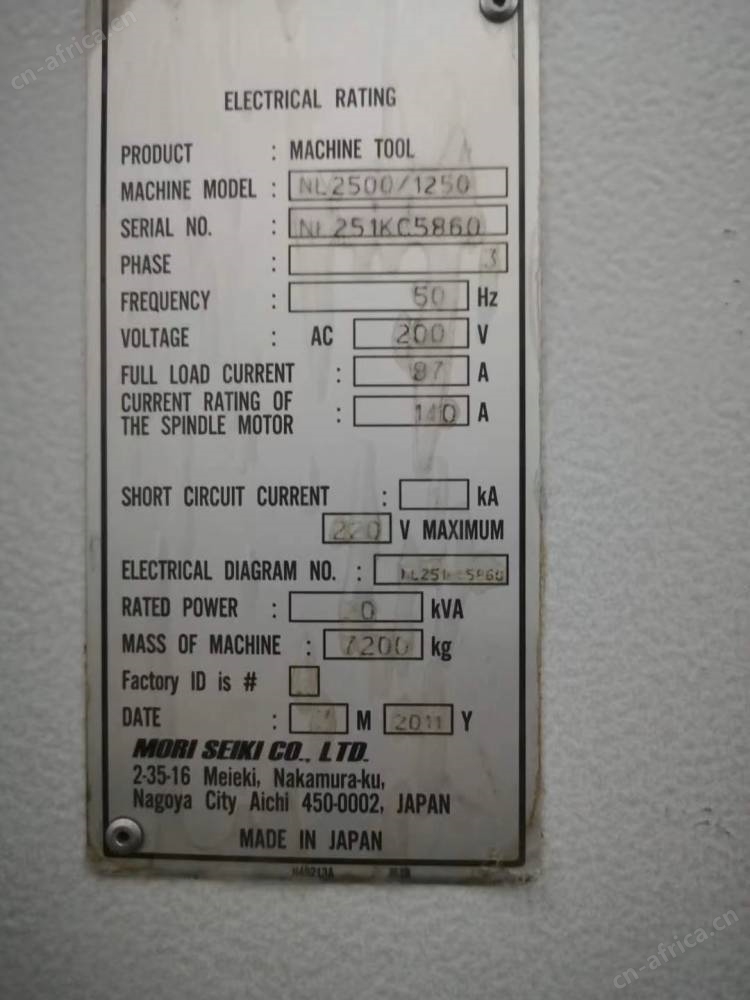 cn-africa.cn
ELECTRICAL RATING
PRODUCT : MACHINE TOOL
MACHINE MODEL : NL2500/1250
SERIAL NO. : NL251KC5860
PHASE : 3
FREQUENCY : 50 Hz
VOLTAGE : AC 200 V
FULL LOAD CURRENT : 87 A
CURRENT RATING OF
THE SPINDLE MOTOR : 140 A
SHORT CIRCUIT CURRENT : kA
220 V MAXIMUM
ELECTRICAL DIAGRAM NO. :
RATED POWER : 0 kVA
MASS OF MACHINE : 7200 kg
Factory ID is #
DATE : M 2011 Y
MORI SEIKI CO., LTD.
2-35-16 Meieki, Nakamura-ku,
Nagoya City Aichi 450-0002, JAPAN
MADE IN JAPAN
cn-africa.cn